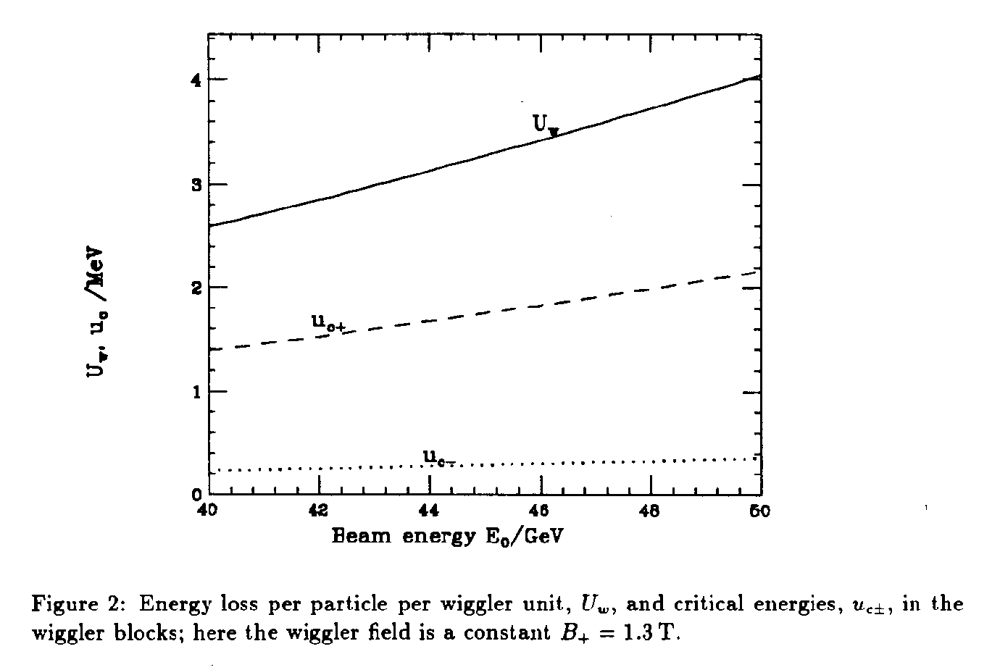 4
U_w
3
U_w, u_c /MeV
2
u_c+
1
u_c−
0
40 42 44 46 48 50
Beam energy E_0/GeV
Figure 2: Energy loss per particle per wiggler unit, U_w, and critical energies, u_c±, in the
wiggler blocks; here the wiggler field is a constant B_+ = 1.3 T.